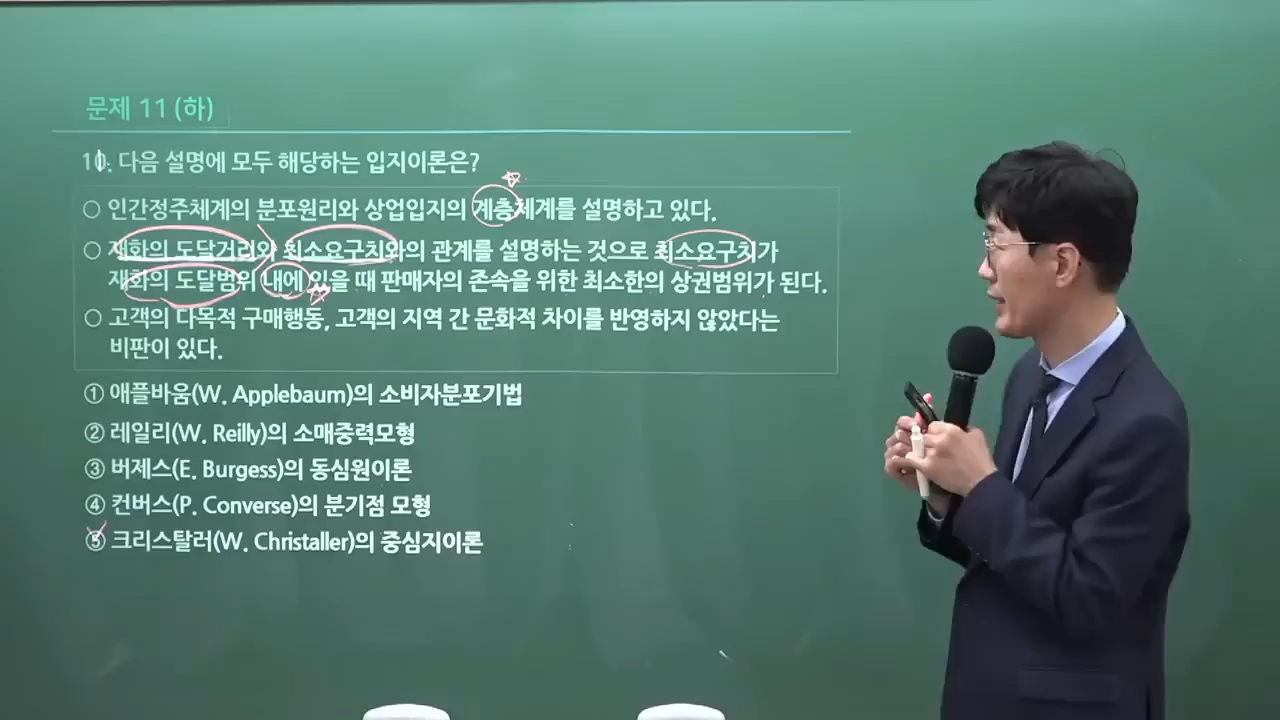 문제 11 (하)
11. 다음 설명에 모두 해당하는 입지이론은?
○ 인간정주체계의 분포원리와 상업입지의 계층체계를 설명하고 있다.
○ 재화의 도달거리와 최소요구치와의 관계를 설명하는 것으로 최소요구치가
재화의 도달범위 내에 있을 때 판매자의 존속을 위한 최소한의 상권범위가 된다.
○ 고객의 다목적 구매행동, 고객의 지역 간 문화적 차이를 반영하지 않았다는
비판이 있다.
① 애플바움(W. Applebaum)의 소비자분포기법
② 레일리(W. Reilly)의 소매중력모형
③ 버제스(E. Burgess)의 동심원이론
④ 컨버스(P. Converse)의 분기점 모형
⑤ 크리스탈러(W. Christaller)의 중심지이론